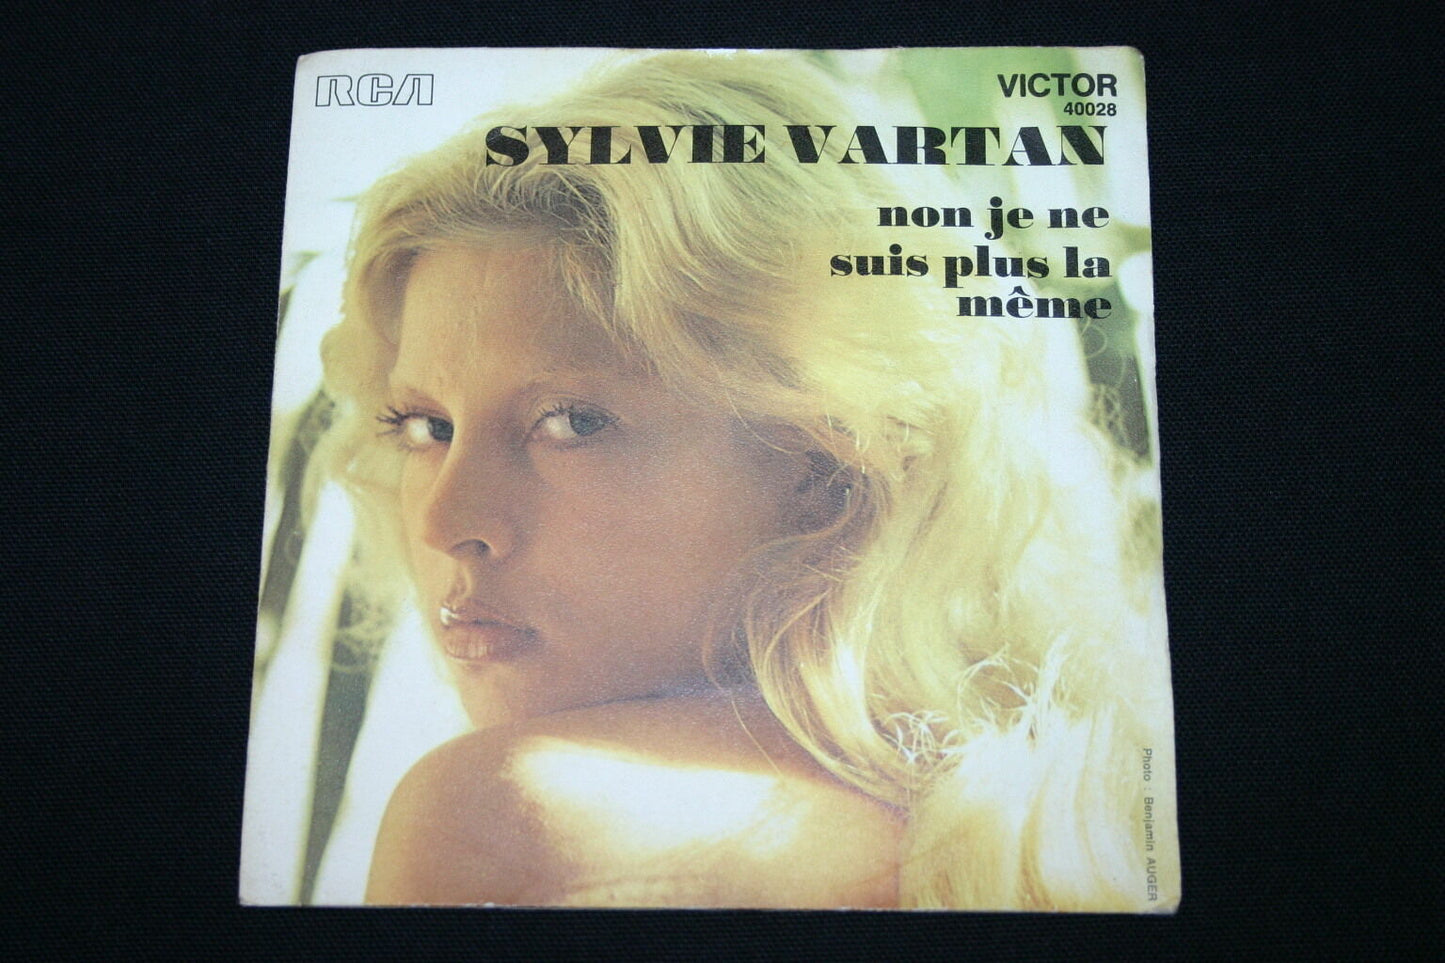 RCA
VICTOR
40028
SYLVIE VARTAN
non je ne
suis plus la
même
Photo : Benjamin AUGER